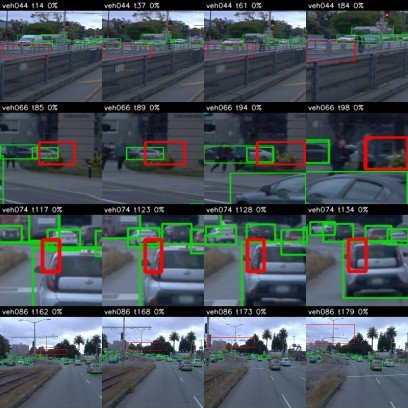 veh044 t14 0% veh044 t37 0% veh044 t61 0% veh044 t84 0%
veh066 t85 0% veh066 t89 0% veh066 t94 0% veh066 t98 0%
veh074 t117 0% veh074 t123 0% veh074 t128 0% veh074 t134 0%
veh086 t162 0% veh086 t168 0% veh086 t173 0% veh086 t179 0%